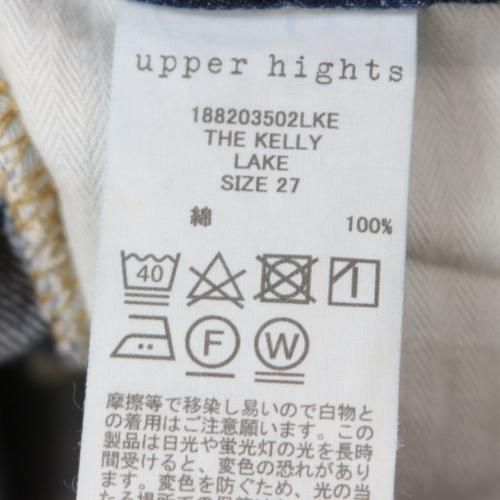 upper hights
188203502LKE
THE KELLY
LAKE
SIZE 27
綿 100%
40
F W
摩擦等で移染し易いので白物と
の着用はご注意願います。この
製品は日光や蛍光灯の光を長時
間受けると、変色の恐れがあり
ます。変色を防ぐため、光の当